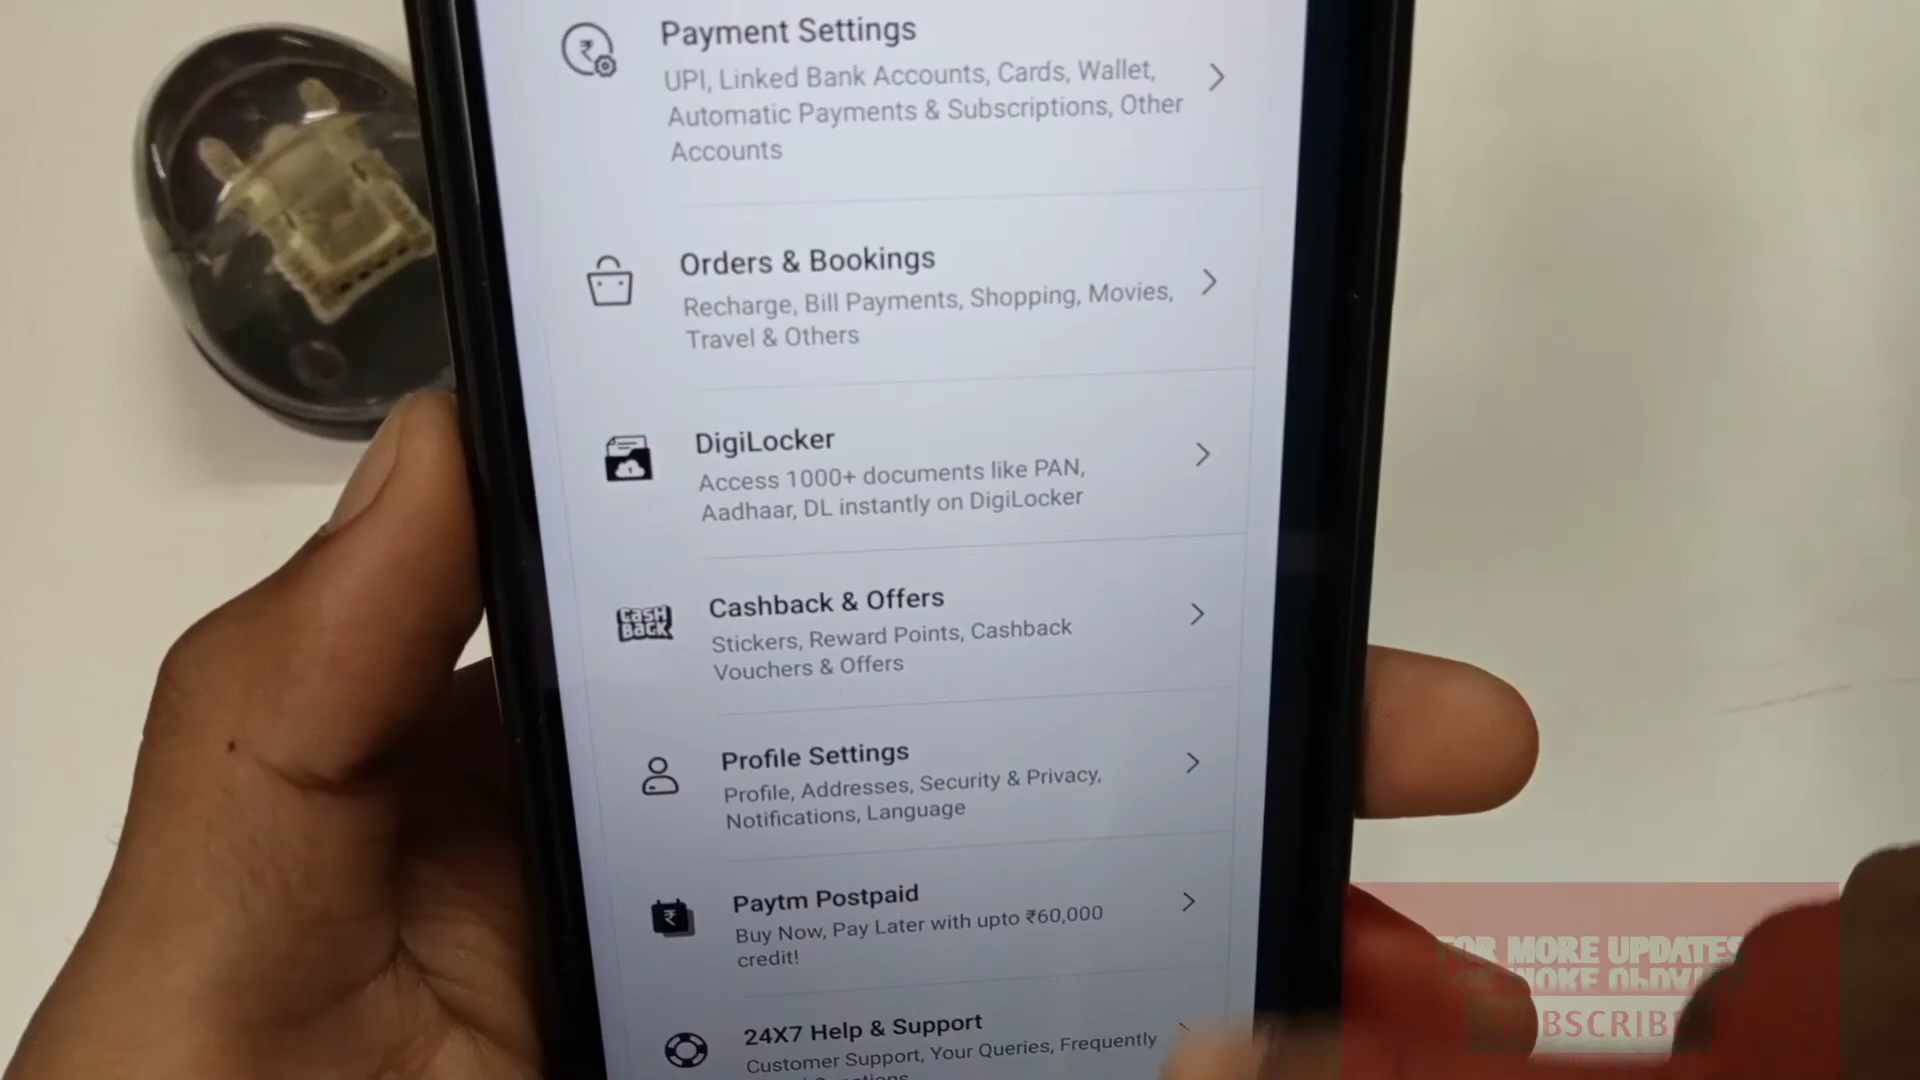 Payment Settings
UPI, Linked Bank Accounts, Cards, Wallet,
Automatic Payments & Subscriptions, Other
Accounts
Orders & Bookings
Recharge, Bill Payments, Shopping, Movies,
Travel & Others
DigiLocker
Access 1000+ documents like PAN,
Aadhaar, DL instantly on DigiLocker
CASH
BACK
Cashback & Offers
Stickers, Reward Points, Cashback
Vouchers & Offers
Profile Settings
Profile, Addresses, Security & Privacy,
Notifications, Language
Paytm Postpaid
Buy Now, Pay Later with upto ₹60,000
credit!
24X7 Help & Support
Customer Support, Your Queries, Frequently
FOR MORE UPDATES
SUBSCRIBE